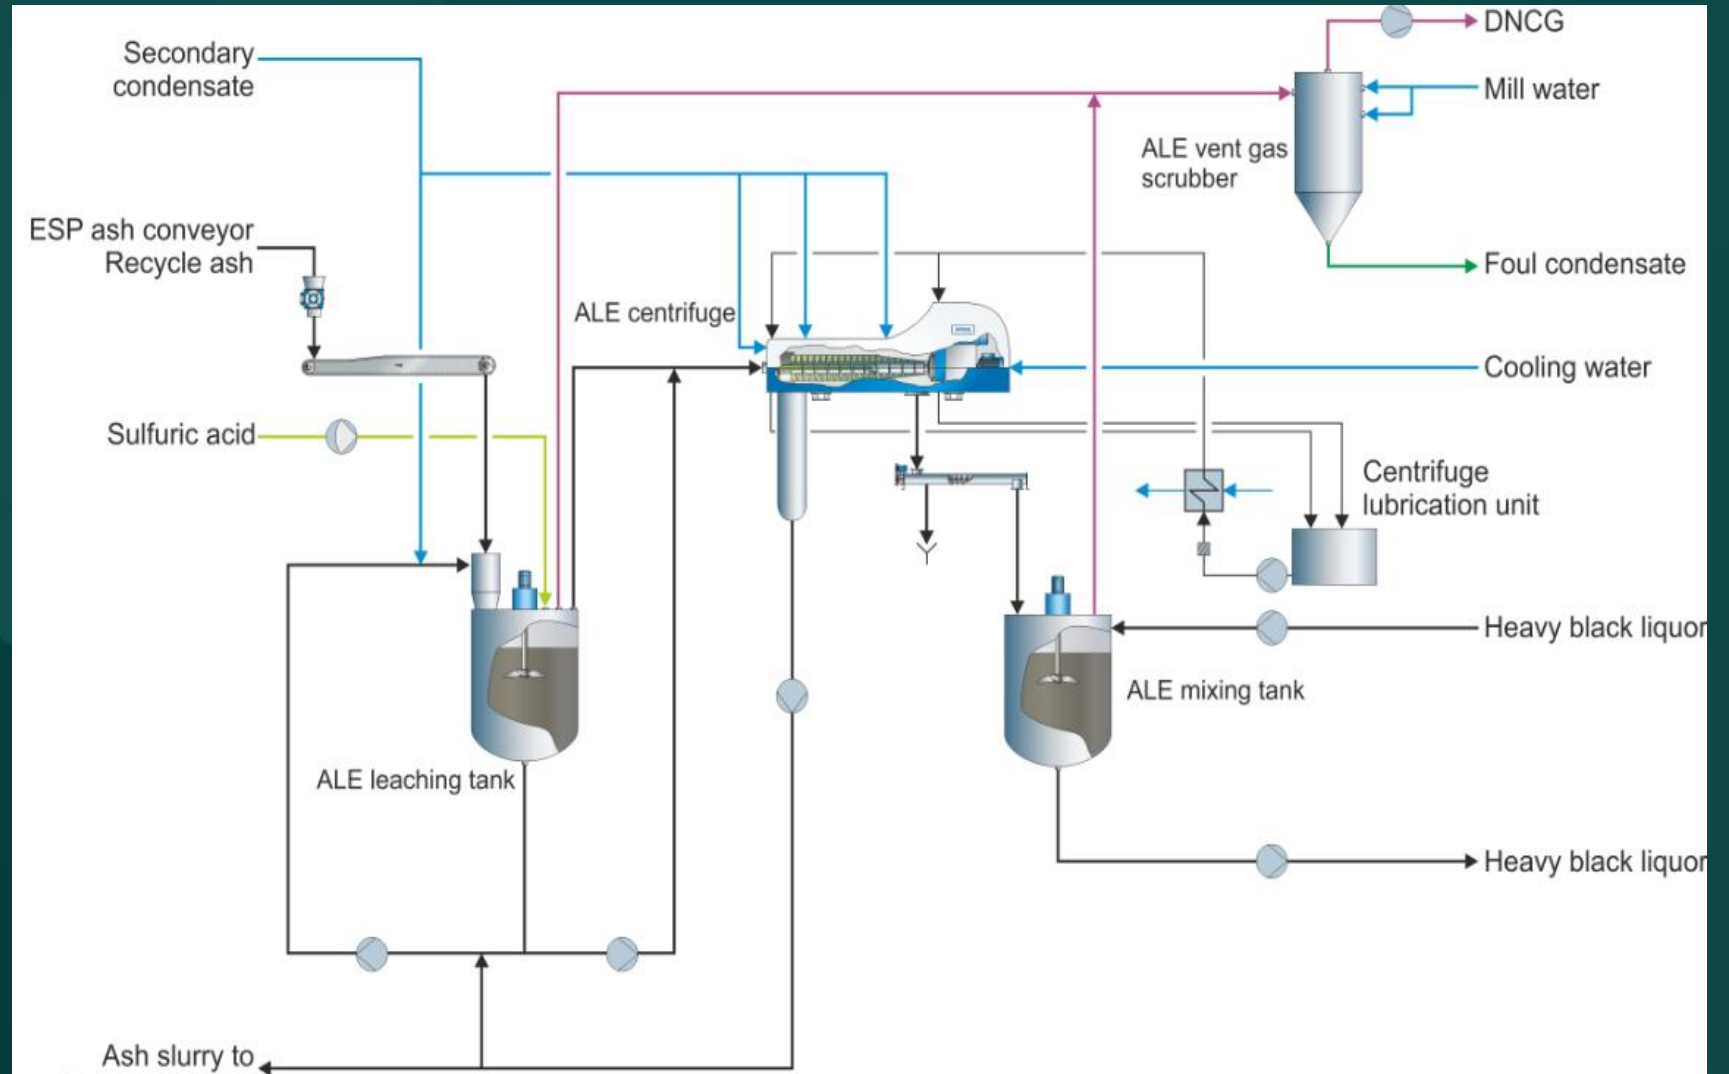 Secondary
condensate
ESP ash conveyor
Recycle ash
Sulfuric acid
ALE leaching tank
Ash slurry to
ALE centrifuge
ALE vent gas
scrubber
DNCG
Mill water
Foul condensate
Cooling water
Centrifuge
lubrication unit
Heavy black liquor
ALE mixing tank
Heavy black liquor